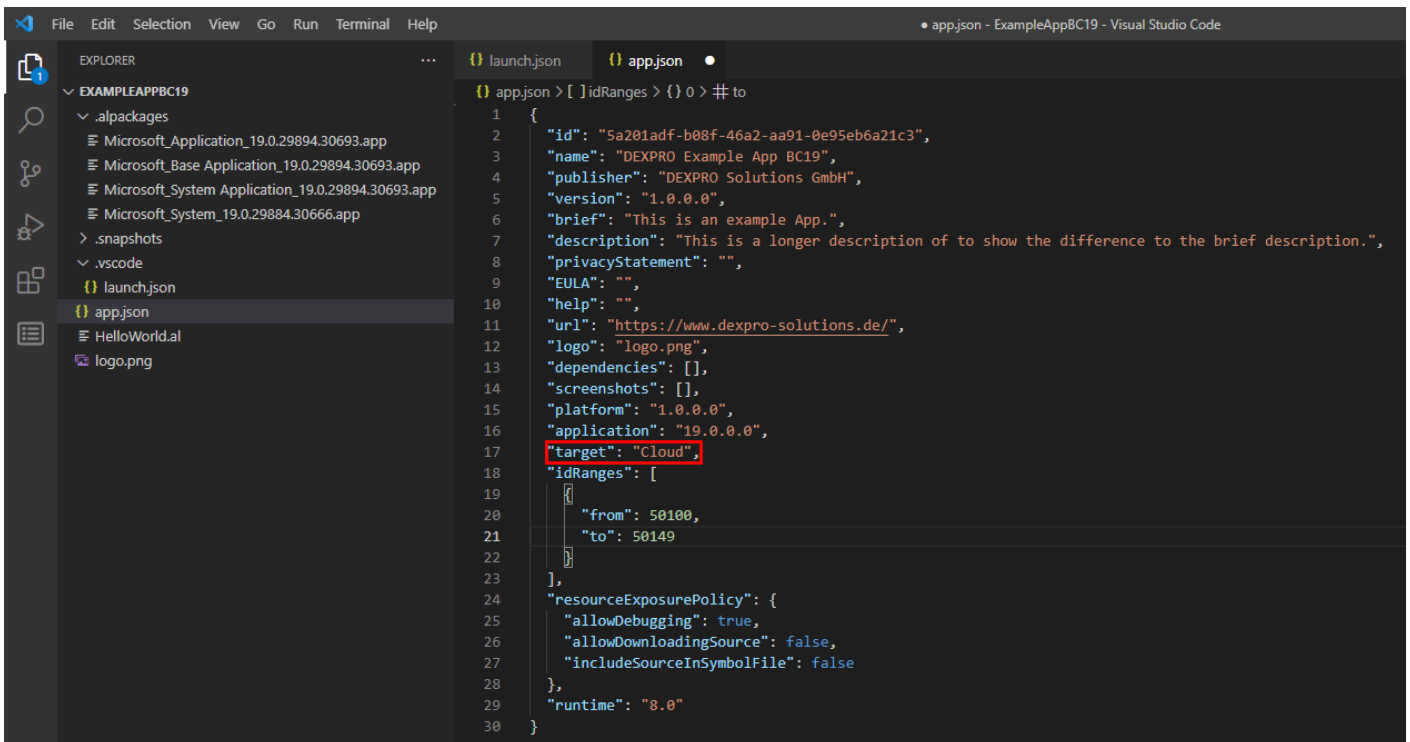 File Edit Selection View Go Run Terminal Help
● app.json - ExampleAppBC19 - Visual Studio Code
EXPLORER
1
EXAMPLEAPPBC19
.alpackages
Microsoft_Application_19.0.29894.30693.app
Microsoft_Base Application_19.0.29894.30693.app
Microsoft_System Application_19.0.29894.30693.app
Microsoft_System_19.0.29884.30666.app
.snapshots
.vscode
{} launch.json
{} app.json
HelloWorld.al
logo.png
{} launch.json {} app.json ●
{} app.json > [ ] idRanges > {} 0 > # to
1 {
2 "id": "5a201adf-b08f-46a2-aa91-0e95eb6a21c3",
3 "name": "DEXPRO Example App BC19",
4 "publisher": "DEXPRO Solutions GmbH",
5 "version": "1.0.0.0",
6 "brief": "This is an example App.",
7 "description": "This is a longer description of to show the difference to the brief description.",
8 "privacyStatement": "",
9 "EULA": "",
10 "help": "",
11 "url": "https://www.dexpro-solutions.de/",
12 "logo": "logo.png",
13 "dependencies": [],
14 "screenshots": [],
15 "platform": "1.0.0.0",
16 "application": "19.0.0.0",
17 "target": "Cloud",
18 "idRanges": [
19 {
20 "from": 50100,
21 "to": 50149
22 }
23 ],
24 "resourceExposurePolicy": {
25 "allowDebugging": true,
26 "allowDownloadingSource": false,
27 "includeSourceInSymbolFile": false
28 },
29 "runtime": "8.0"
30 }